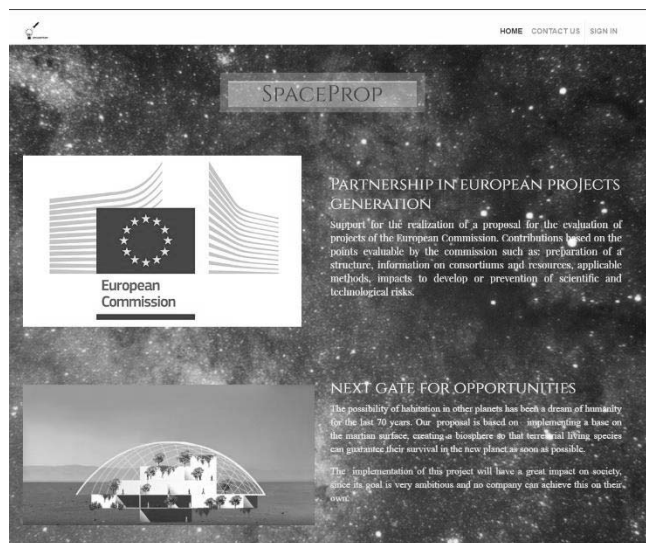 HOME CONTACT US SIGN IN
SPACEPROP
European
Commission
PARTNERSHIP IN EUROPEAN PROJECTS
GENERATION
Support for the realization of a proposal for the evaluation of
projects of the European Commission. Contributions based on the
points evaluable by the commission such as: preparation of a
structure, information on consortiums and resources, applicable
methods, impacts to develop or prevention of scientific and
technological risks.
NEXT GATE FOR OPPORTUNITIES
The possibility of habitation in other planets has been a dream of humanity
for the last 70 years. Our proposal is based on implementing a base on
the martian surface, creating a biosphere so that terrestrial living species
can guarantee their survival in the new planet as soon as possible.
The implementation of this project will have a great impact on society,
since its goal is very ambitious and no company can achieve this on their
own.